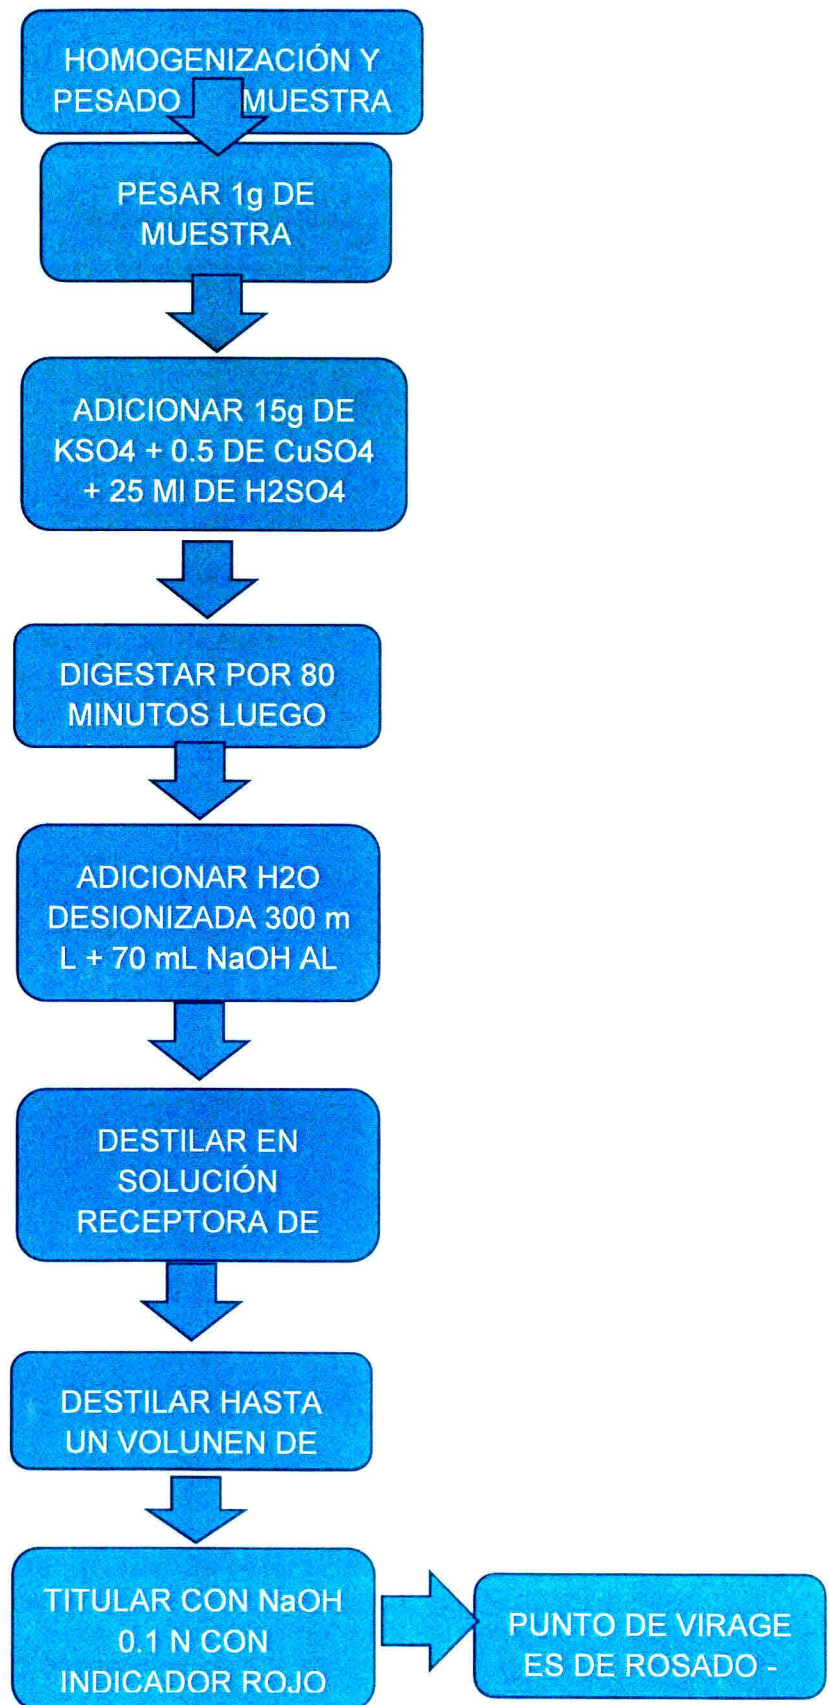 HOMOGENIZACIÓN Y
PESADO MUESTRA
PESAR 1g DE
MUESTRA
ADICIONAR 15g DE
KSO4 + 0.5 DE CuSO4
+ 25 Ml DE H2SO4
DIGESTAR POR 80
MINUTOS LUEGO
ADICIONAR H2O
DESIONIZADA 300 m
L + 70 mL NaOH AL
DESTILAR EN
SOLUCIÓN
RECEPTORA DE
DESTILAR HASTA
UN VOLUNEN DE
TITULAR CON NaOH
0.1 N CON
INDICADOR ROJO
PUNTO DE VIRAGE
ES DE ROSADO -